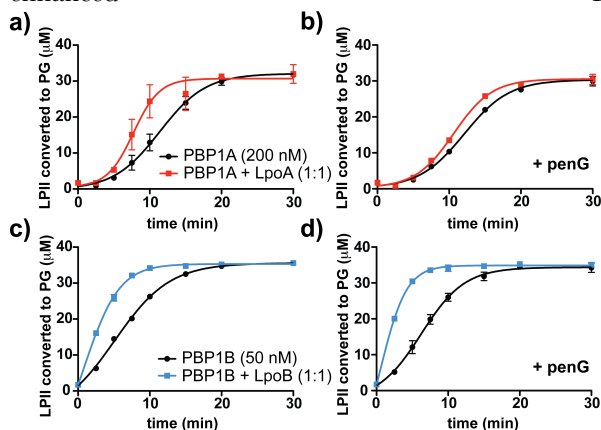 enhanced
a)
b)
LPII converted to PG (μM)
40
30
20
10
0
0 10 20 30
time (min)
PBP1A (200 nM)
PBP1A + LpoA (1:1)
LPII converted to PG (μM)
40
30
20
10
0
0 10 20 30
time (min)
+ penG
c)
d)
LPII converted to PG (μM)
40
30
20
10
0
0 10 20 30
time (min)
PBP1B (50 nM)
PBP1B + LpoB (1:1)
LPII converted to PG (μM)
40
30
20
10
0
0 10 20 30
time (min)
+ penG